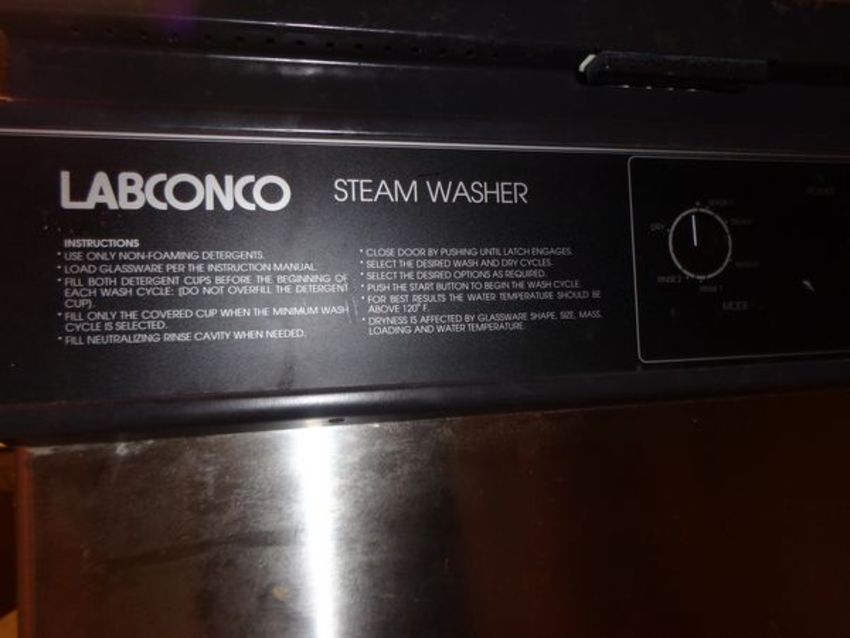 LABCONCO STEAM WASHER
INSTRUCTIONS
* USE ONLY NON-FOAMING DETERGENTS.
* LOAD GLASSWARE PER THE INSTRUCTION MANUAL.
* FILL BOTH DETERGENT CUPS BEFORE THE BEGINNING OF
EACH WASH CYCLE: (DO NOT OVERFILL THE DETERGENT
CUP).
* FILL ONLY THE COVERED CUP WHEN THE MINIMUM WASH
CYCLE IS SELECTED.
* FILL NEUTRALIZING RINSE CAVITY WHEN NEEDED.
* CLOSE DOOR BY PUSHING UNTIL LATCH ENGAGES.
* SELECT THE DESIRED WASH AND DRY CYCLES.
* SELECT THE DESIRED OPTIONS AS REQUIRED.
* PUSH THE START BUTTON TO BEGIN THE WASH CYCLE.
* FOR BEST RESULTS THE WATER TEMPERATURE SHOULD BE
ABOVE 120° F.
* DRYNESS IS AFFECTED BY GLASSWARE SHAPE, SIZE, MASS,
LOADING AND WATER TEMPERATURE.
DRY
RINSE 2
RINSE 1
MODE